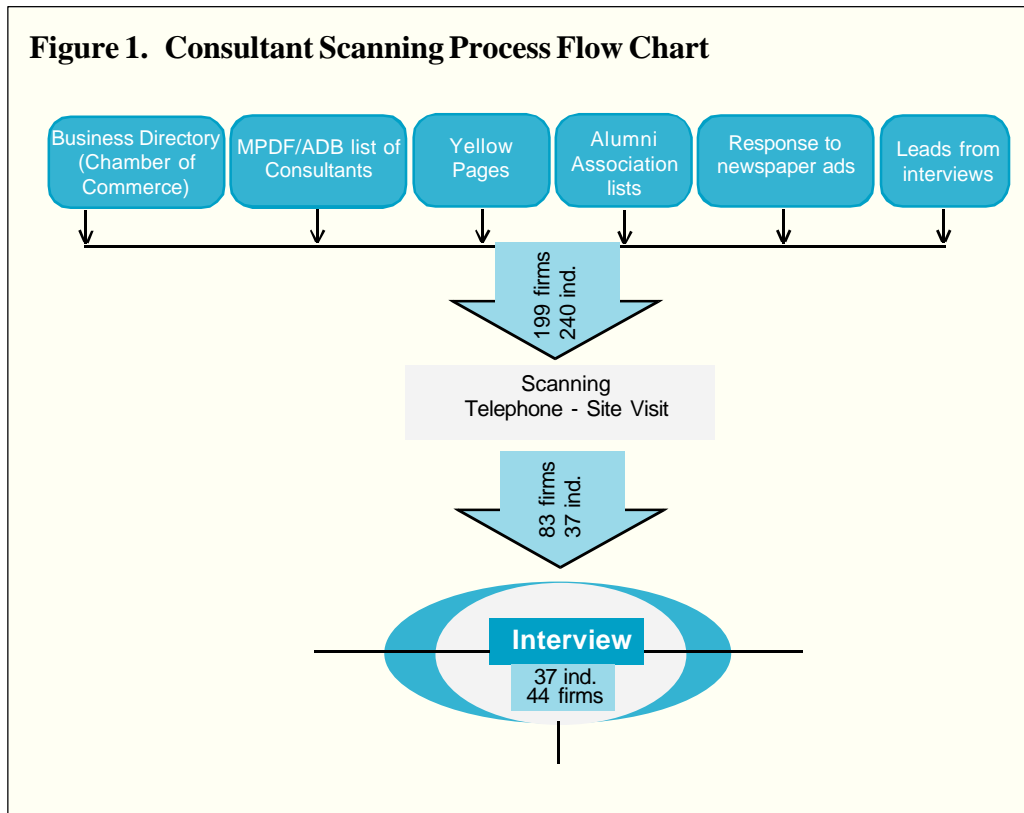 Figure 1. Consultant Scanning Process Flow Chart
Business Directory
(Chamber of
Commerce)
MPDF/ADB list of
Consultants
Yellow
Pages
Alumni
Association
lists
Response to
newspaper ads
Leads from
interviews
199 firms
240 ind.
Scanning
Telephone - Site Visit
83 firms
37 ind.
Interview
37 ind.
44 firms